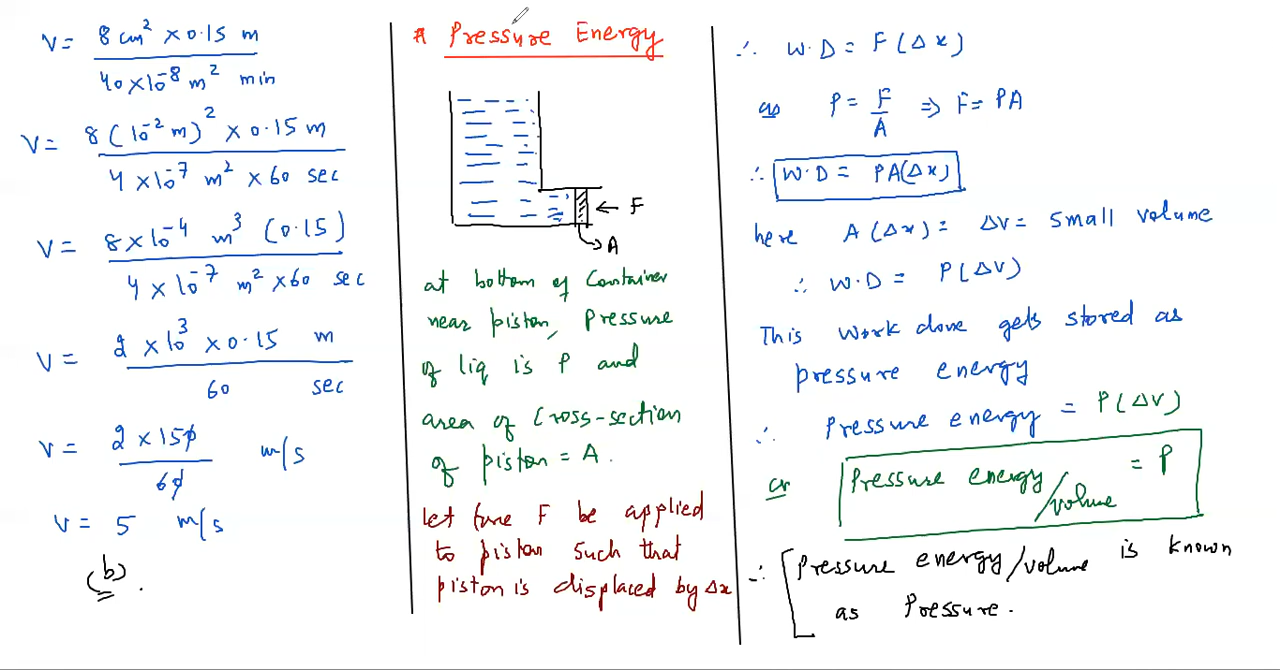 V = 8 cm² × 0.15 m / 40×10⁻⁸ m² min
V = 8 (10⁻² m)² × 0.15 m / 4×10⁻⁷ m² × 60 sec
V = 8×10⁻⁴ m³ (0.15) / 4×10⁻⁷ m² × 60 sec
V = 2 × 10³ × 0.15 m / 60 sec
V = 2 × 150 / 60 m/s
V = 5 m/s
(b).
Pressure Energy
F
A
at bottom of Container
near piston, Pressure
of liq is P and
area of Cross-section
of piston = A.
Let force F be applied
to piston such that
piston is displaced by Δx
∴ W.D = F(Δx)
as P = F/A ⇒ F = PA
∴ W.D = PA(Δx)
here A(Δx) = ΔV = Small volume
∴ W.D = P(ΔV)
This work done gets stored as
pressure energy
∴ Pressure energy = P(ΔV)
or Pressure energy/volume = P
∴ Pressure energy/volume is known
as Pressure.